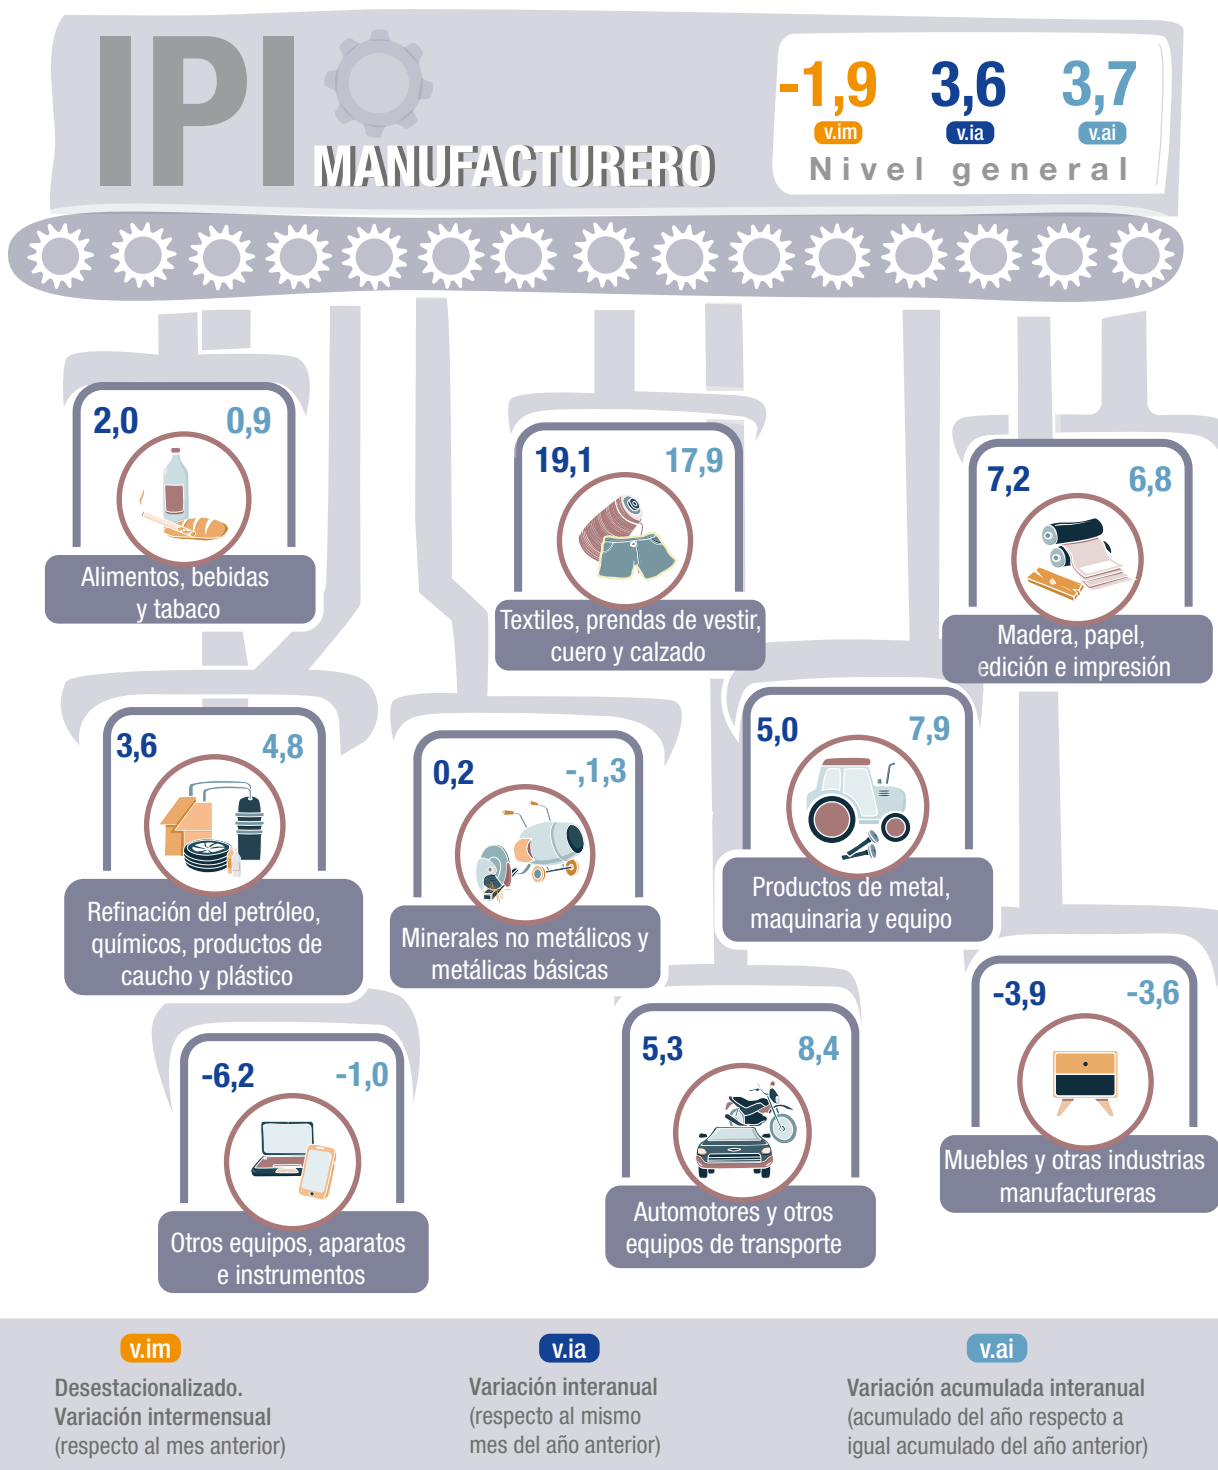 IPI
MANUFACTURERO
-1,9 3,6 3,7
v.im v.ia v.ai
Nivel general
2,0 0,9
Alimentos, bebidas
y tabaco
19,1 17,9
Textiles, prendas de vestir,
cuero y calzado
7,2 6,8
Madera, papel,
edición e impresión
3,6 4,8
Refinación del petróleo,
químicos, productos de
caucho y plástico
0,2 -,1,3
Minerales no metálicos y
metálicas básicas
5,0 7,9
Productos de metal,
maquinaria y equipo
-6,2 -1,0
Otros equipos, aparatos
e instrumentos
5,3 8,4
Automotores y otros
equipos de transporte
-3,9 -3,6
Muebles y otras industrias
manufactureras
v.im
Desestacionalizado.
Variación intermensual
(respecto al mes anterior)
v.ia
Variación interanual
(respecto al mismo
mes del año anterior)
v.ai
Variación acumulada interanual
(acumulado del año respecto a
igual acumulado del año anterior)